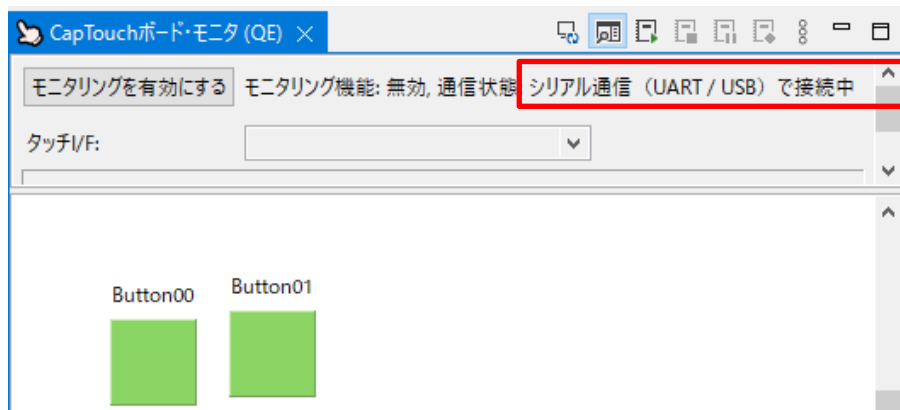 CapTouchボード・モニタ (QE)
モニタリングを有効にする モニタリング機能: 無効, 通信状態 シリアル通信（UART / USB）で接続中
タッチI/F:
Button00
Button01